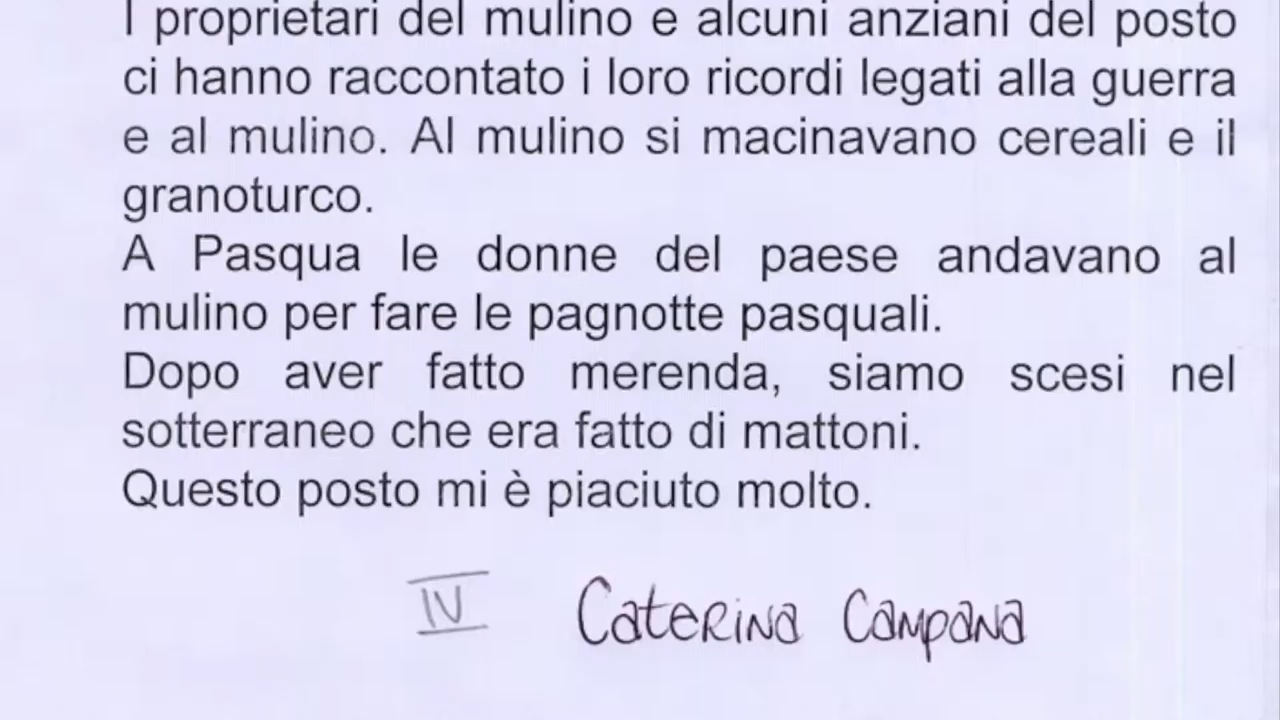 I proprietari del mulino e alcuni anziani del posto
ci hanno raccontato i loro ricordi legati alla guerra
e al mulino. Al mulino si macinavano cereali e il
granoturco.
A Pasqua le donne del paese andavano al
mulino per fare le pagnotte pasquali.
Dopo aver fatto merenda, siamo scesi nel
sotterraneo che era fatto di mattoni.
Questo posto mi è piaciuto molto.
IV Caterina Campana